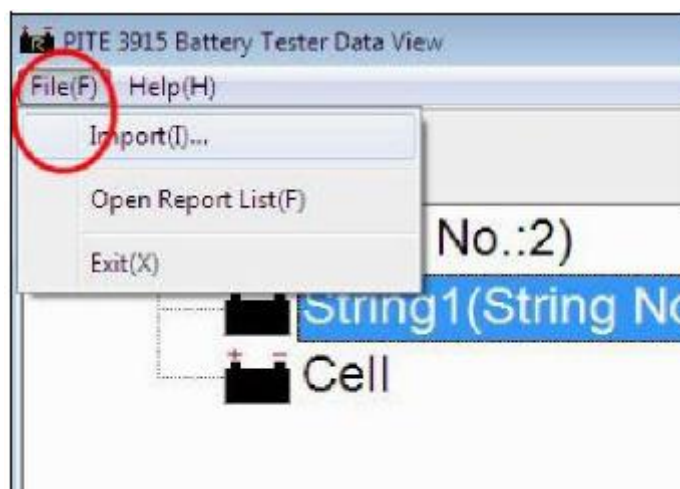 PITE 3915 Battery Tester Data View
File(F) Help(H)
Import(I)...
Open Report List(F)
Exit(X)
No.:2)
String1(String No
Cell